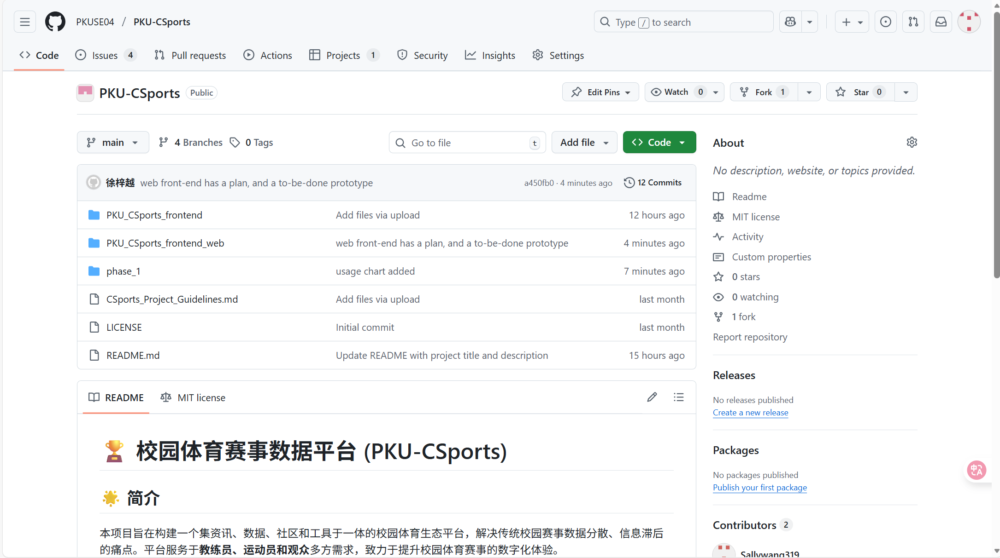 PKUSE04 / PKU-CSports
Type / to search
Code
Issues 4
Pull requests
Actions
Projects 1
Security
Insights
Settings
PKU-CSports Public
Edit Pins
Watch 0
Fork 1
Star 0
main
4 Branches
0 Tags
Go to file t
Add file
Code
徐梓越 web front-end has a plan, and a to-be-done prototype a450fb0 · 4 minutes ago 12 Commits
PKU_CSports_frontend Add files via upload 12 hours ago
PKU_CSports_frontend_web web front-end has a plan, and a to-be-done prototype 4 minutes ago
phase_1 usage chart added 7 minutes ago
CSports_Project_Guidelines.md Add files via upload last month
LICENSE Initial commit last month
README.md Update README with project title and description 15 hours ago
README
MIT license
校园体育赛事数据平台 (PKU-CSports)
简介
本项目旨在构建一个集资讯、数据、社区和工具于一体的校园体育生态平台，解决传统校园赛事数据分散、信息滞后
的痛点。平台服务于教练员、运动员和观众多方需求，致力于提升校园体育赛事的数字化体验。
About
No description, website, or topics provided.
Readme
MIT license
Activity
Custom properties
0 stars
0 watching
1 fork
Report repository
Releases
No releases published
Create a new release
Packages
No packages published
Publish your first package
Contributors 2
Sallywang319
中A